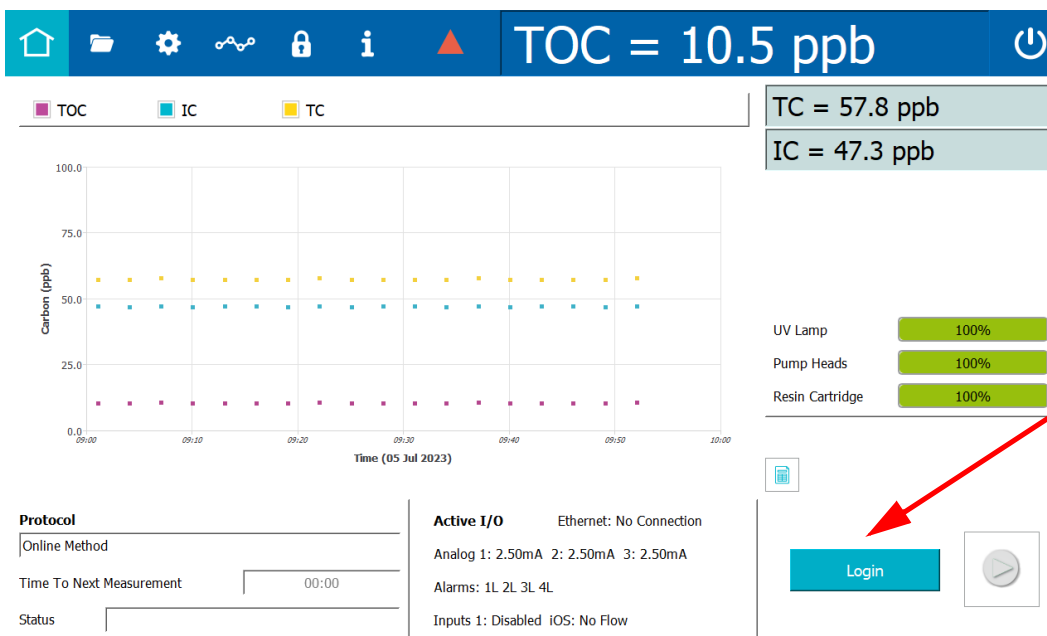 TOC = 10.5 ppb
TOC IC TC
TC = 57.8 ppb
IC = 47.3 ppb
100.0
75.0
50.0
25.0
0.0
Carbon (ppb)
09:00 09:10 09:20 09:30 09:40 09:50 10:00
Time (05 Jul 2023)
UV Lamp 100%
Pump Heads 100%
Resin Cartridge 100%
Protocol
Online Method
Time To Next Measurement 00:00
Status
Active I/O Ethernet: No Connection
Analog 1: 2.50mA 2: 2.50mA 3: 2.50mA
Alarms: 1L 2L 3L 4L
Inputs 1: Disabled iOS: No Flow
Login